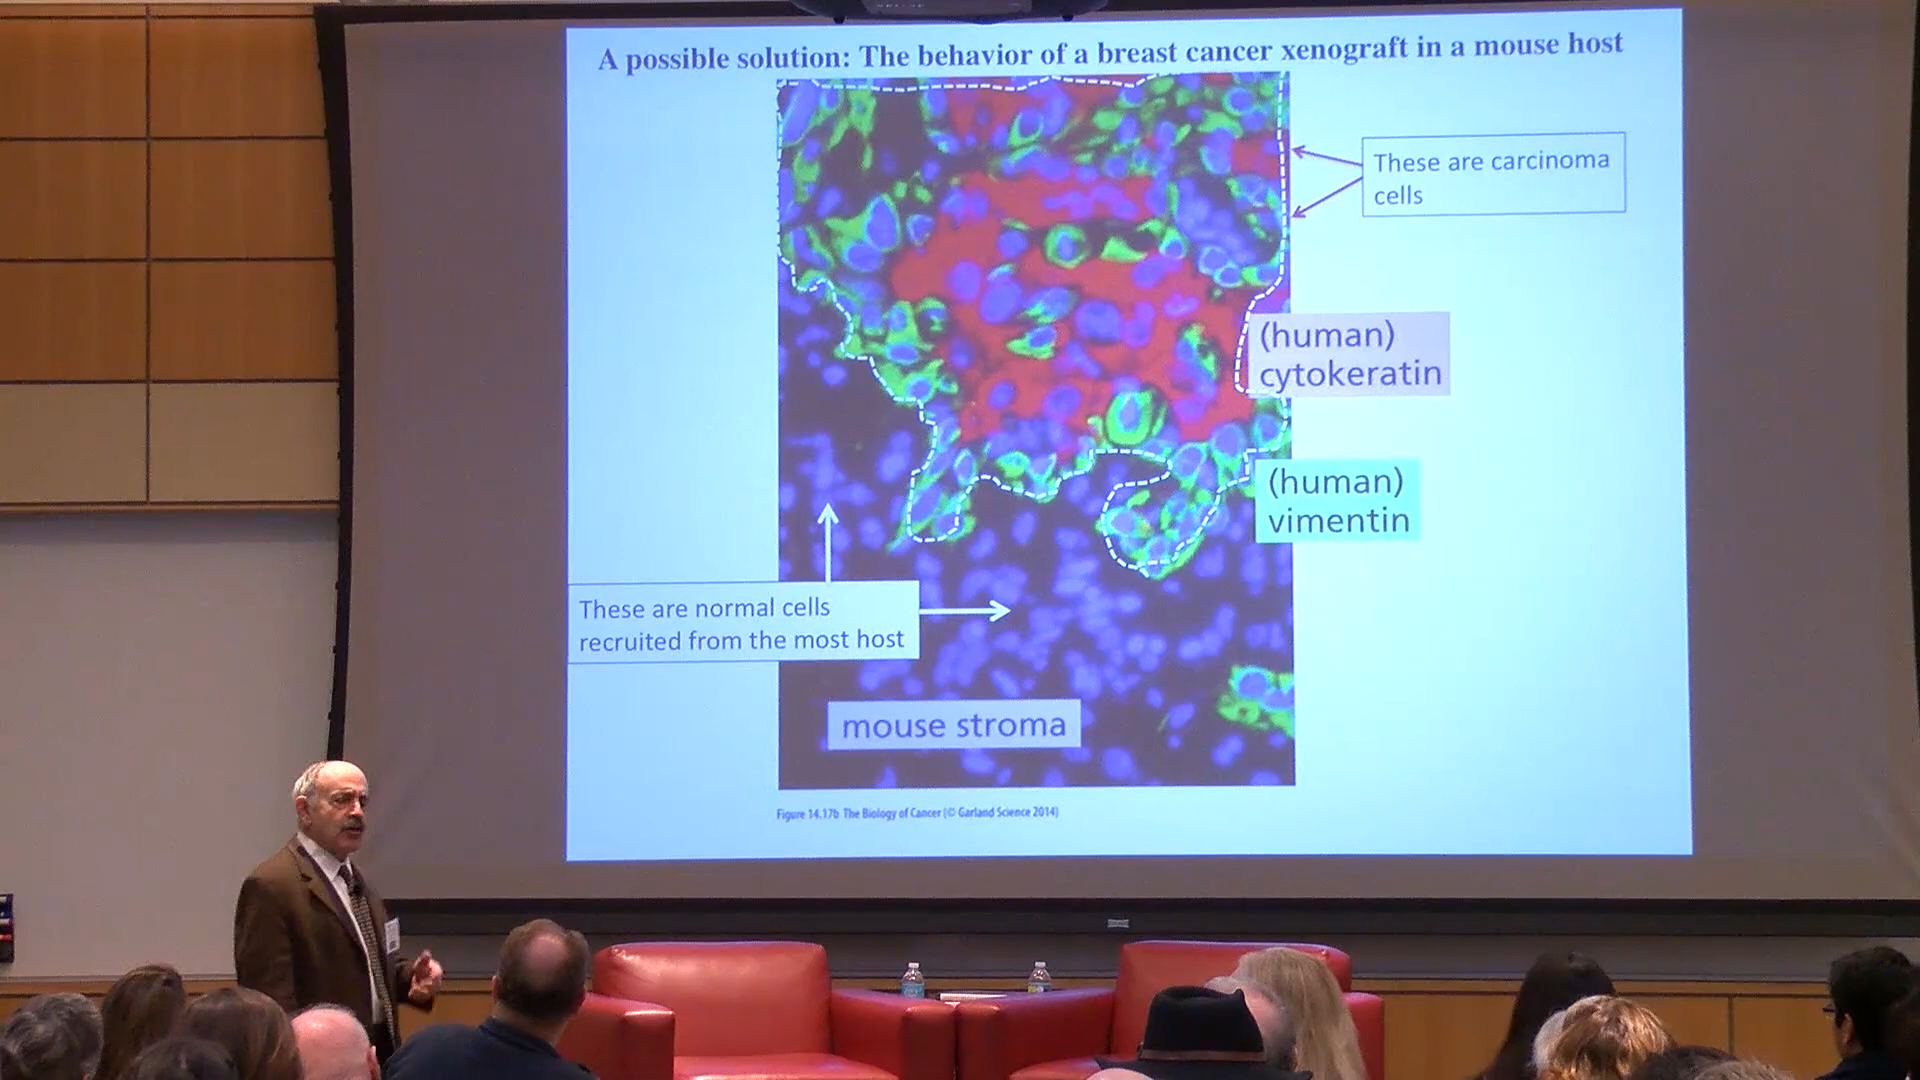 A possible solution: The behavior of a breast cancer xenograft in a mouse host
These are carcinoma
cells
(human)
cytokeratin
(human)
vimentin
These are normal cells
recruited from the most host
mouse stroma
Figure 14.17b The Biology of Cancer (© Garland Science 2014)